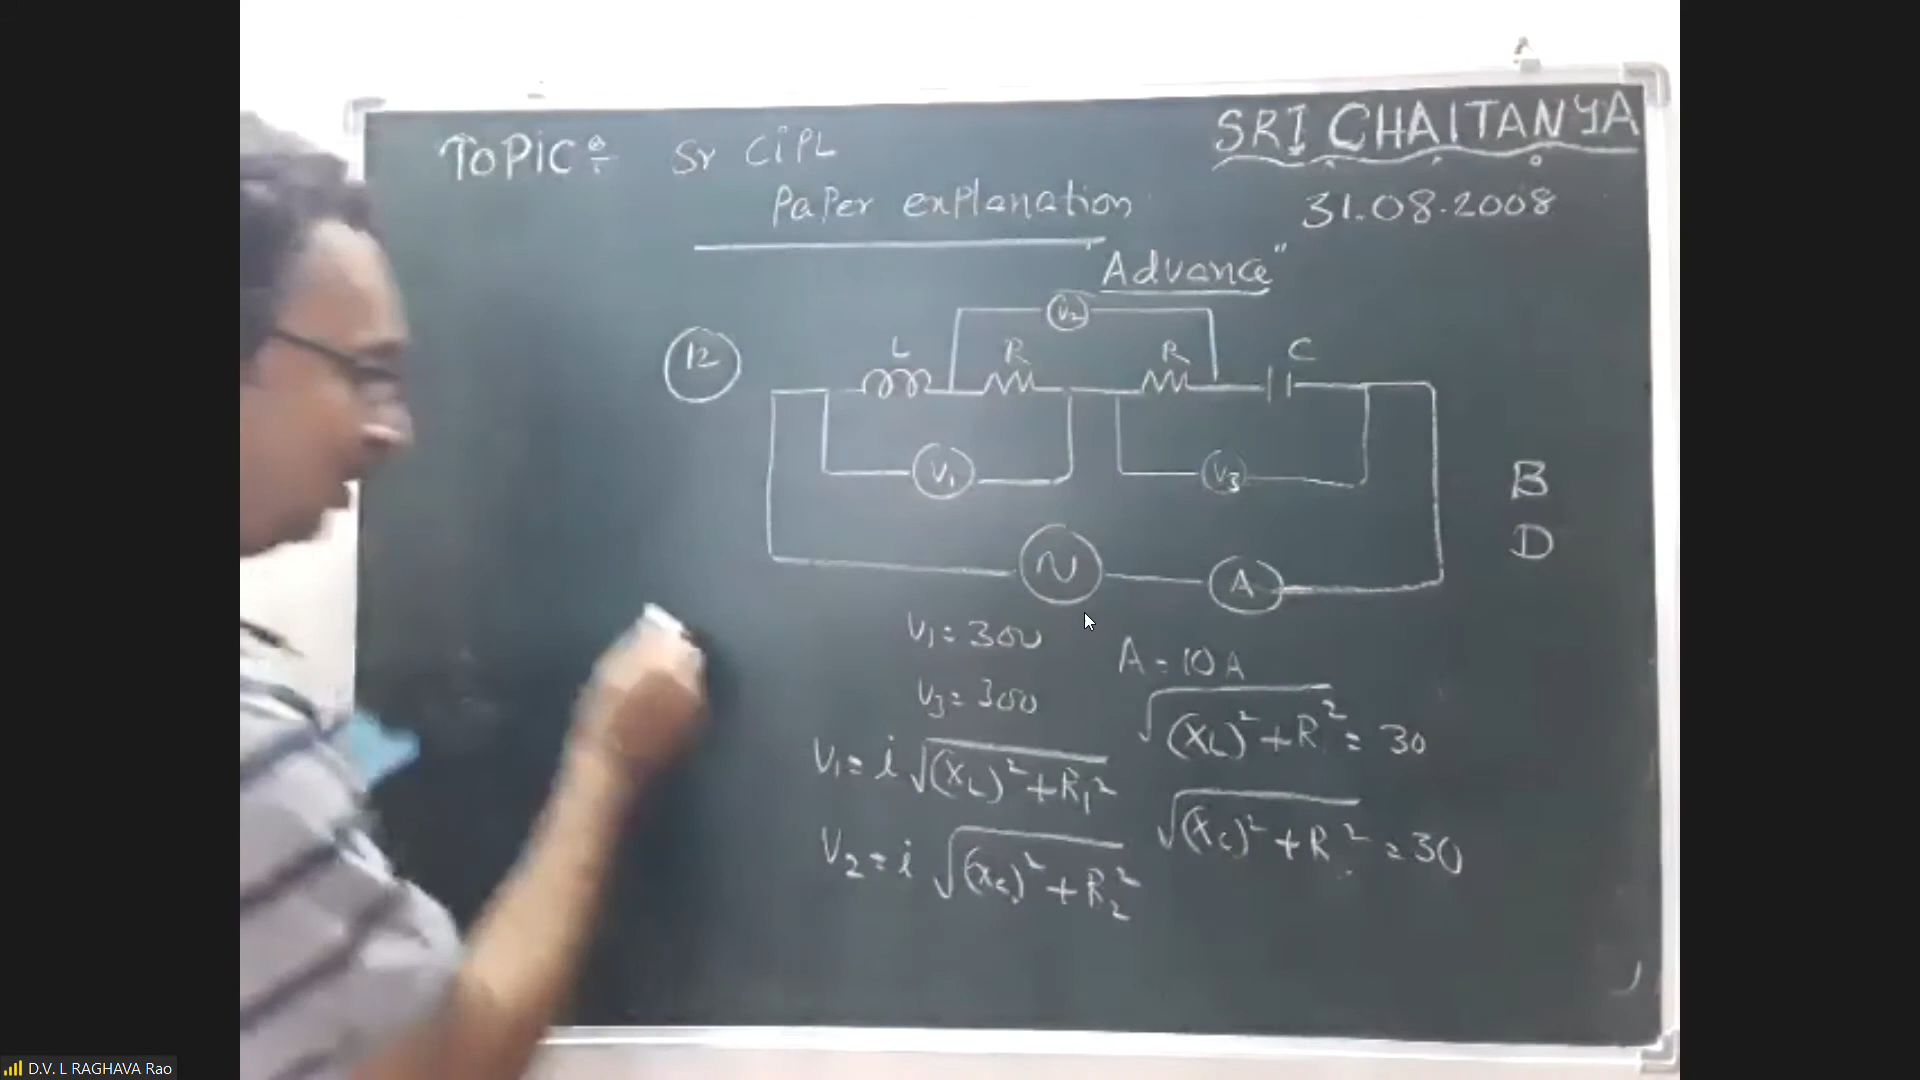 TOPIC:
Sr CiPL
SRI CHAITANYA
Paper explanation
31.08.2008
"Advance"
12
V2
L
R
R
C
V1
V3
B
D
A
V1 = 300
A = 10 A
V3 = 300
√(XL)² + R² = 30
V1 = i √(XL)² + R1²
√(Xc)² + R² = 30
V2 = i √(Xc)² + R2²
D.V. L RAGHAVA Rao